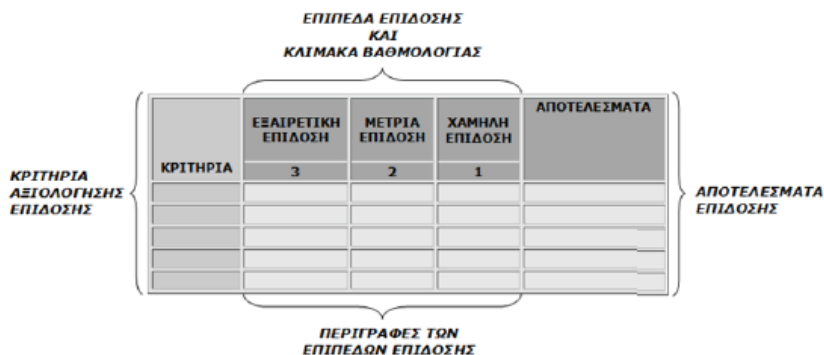 ΕΠΙΠΕΔΑ ΕΠΙΔΟΣΗΣ
ΚΑΙ
ΚΛΙΜΑΚΑ ΒΑΘΜΟΛΟΓΙΑΣ
ΚΡΙΤΗΡΙΑ
ΑΞΙΟΛΟΓΗΣΗΣ
ΕΠΙΔΟΣΗΣ
ΚΡΙΤΗΡΙΑ
ΕΞΑΙΡΕΤΙΚΗ
ΕΠΙΔΟΣΗ
3
ΜΕΤΡΙΑ
ΕΠΙΔΟΣΗ
2
ΧΑΜΗΛΗ
ΕΠΙΔΟΣΗ
1
ΑΠΟΤΕΛΕΣΜΑΤΑ
ΑΠΟΤΕΛΕΣΜΑΤΑ
ΕΠΙΔΟΣΗΣ
ΠΕΡΙΓΡΑΦΕΣ ΤΩΝ
ΕΠΙΠΕΔΩΝ ΕΠΙΔΟΣΗΣ